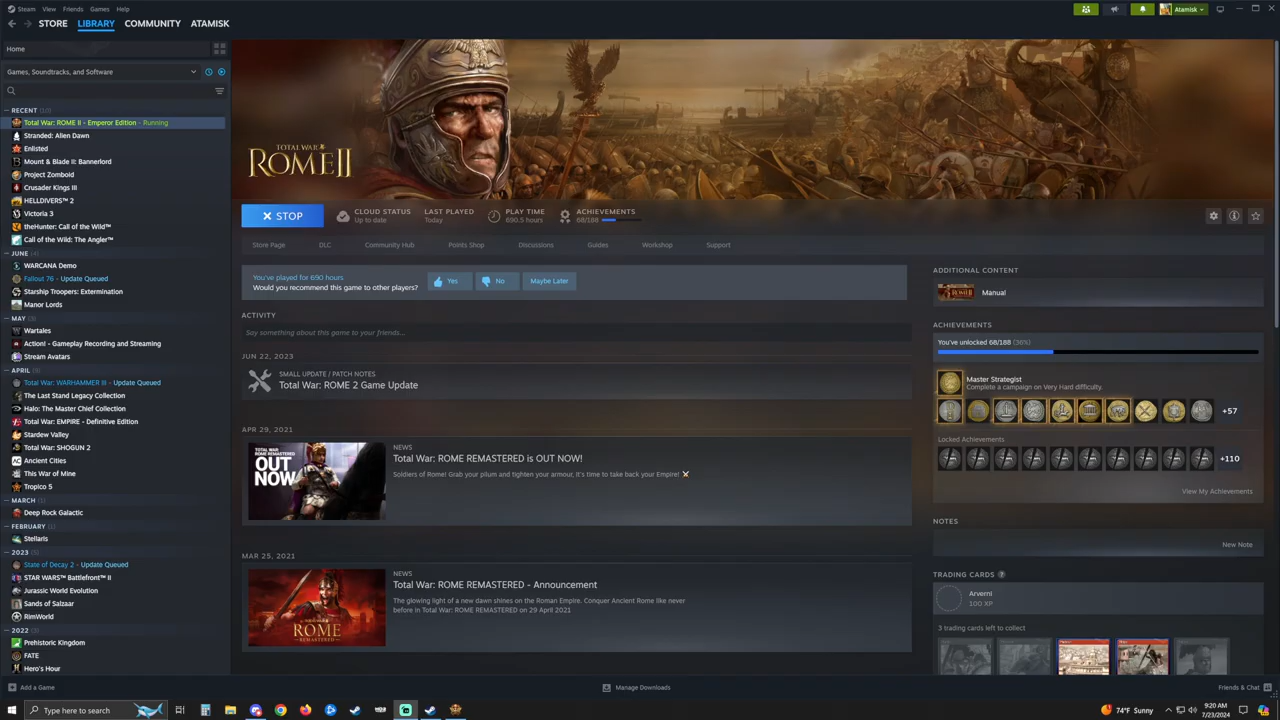 Steam View Friends Games Help
Atamisk
STORE LIBRARY COMMUNITY ATAMISK
Home
Games, Soundtracks, and Software
RECENT (10)
Total War: ROME II - Emperor Edition - Running
Stranded: Alien Dawn
Enlisted
Mount & Blade II: Bannerlord
Project Zomboid
Crusader Kings III
HELLDIVERS™ 2
Victoria 3
theHunter: Call of the Wild™
Call of the Wild: The Angler™
JUNE (4)
WARCANA Demo
Fallout 76 - Update Queued
Starship Troopers: Extermination
Manor Lords
MAY (3)
Wartales
Action! - Gameplay Recording and Streaming
Stream Avatars
APRIL (9)
Total War: WARHAMMER III - Update Queued
The Last Stand Legacy Collection
Halo: The Master Chief Collection
Total War: EMPIRE - Definitive Edition
Stardew Valley
Total War: SHOGUN 2
Ancient Cities
This War of Mine
Tropico 5
MARCH (1)
Deep Rock Galactic
FEBRUARY (1)
Stellaris
2023 (5)
State of Decay 2 - Update Queued
STAR WARS™ Battlefront™ II
Jurassic World Evolution
Sands of Salzaar
RimWorld
2022 (3)
Prehistoric Kingdom
FATE
Hero's Hour
Add a Game
TOTAL WAR
ROME II
STOP
CLOUD STATUS
Up to date
LAST PLAYED
Today
PLAY TIME
690.5 hours
ACHIEVEMENTS
68/188
Store Page DLC Community Hub Points Shop Discussions Guides Workshop Support
You've played for 690 hours
Would you recommend this game to other players?
Yes No Maybe Later
ACTIVITY
Say something about this game to your friends...
JUN 22, 2023
SMALL UPDATE / PATCH NOTES
Total War: ROME 2 Game Update
APR 29, 2021
TOTAL WAR
ROME REMASTERED
OUT
NOW
NEWS
Total War: ROME REMASTERED is OUT NOW!
Soldiers of Rome! Grab your pilum and tighten your armour, it's time to take back your Empire!
MAR 25, 2021
ROME
REMASTERED
NEWS
Total War: ROME REMASTERED - Announcement
The glowing light of a new dawn shines on the Roman Empire. Conquer Ancient Rome like never
before in Total War: ROME REMASTERED on 29 April 2021
ADDITIONAL CONTENT
Manual
ACHIEVEMENTS
You've unlocked 68/188 (36%)
Master Strategist
Complete a campaign on Very Hard difficulty.
+57
Locked Achievements
+110
View My Achievements
NOTES
New Note
TRADING CARDS ?
Arverni
100 XP
3 trading cards left to collect
Manage Downloads
Friends & Chat
Type here to search
74°F Sunny
9:20 AM
7/23/2024